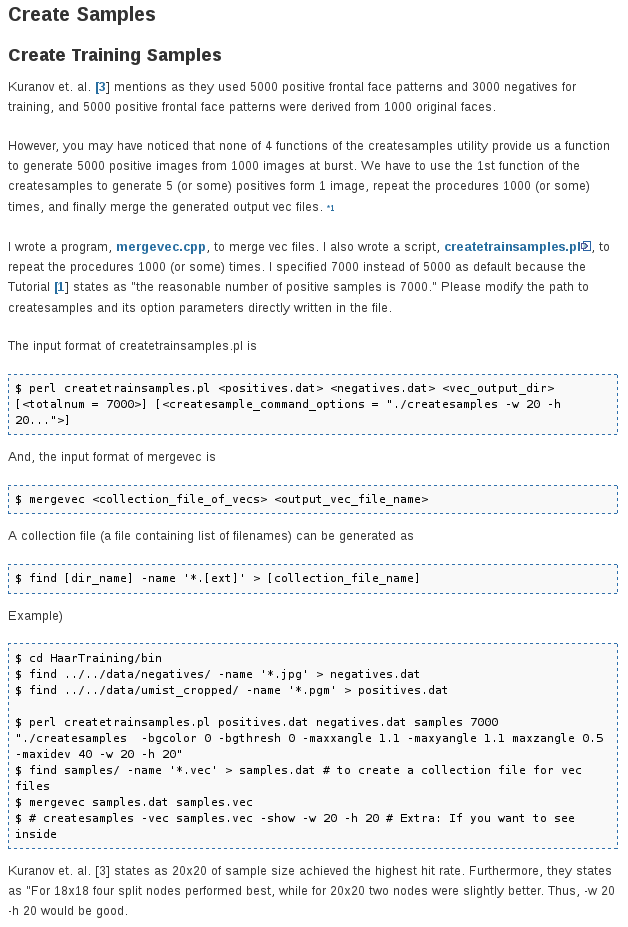 Create Samples
Create Training Samples
Kuranov et. al. [3] mentions as they used 5000 positive frontal face patterns and 3000 negatives for
training, and 5000 positive frontal face patterns were derived from 1000 original faces.
However, you may have noticed that none of 4 functions of the createsamples utility provide us a function
to generate 5000 positive images from 1000 images at burst. We have to use the 1st function of the
createsamples to generate 5 (or some) positives form 1 image, repeat the procedures 1000 (or some)
times, and finally merge the generated output vec files. *1
I wrote a program, mergevec.cpp, to merge vec files. I also wrote a script, createtrainsamples.pl, to
repeat the procedures 1000 (or some) times. I specified 7000 instead of 5000 as default because the
Tutorial [1] states as "the reasonable number of positive samples is 7000." Please modify the path to
createsamples and its option parameters directly written in the file.
The input format of createtrainsamples.pl is
$ perl createtrainsamples.pl <positives.dat> <negatives.dat> <vec_output_dir>
[<totalnum = 7000>] [<createsample_command_options = "./createsamples -w 20 -h
20...">]
And, the input format of mergevec is
$ mergevec <collection_file_of_vecs> <output_vec_file_name>
A collection file (a file containing list of filenames) can be generated as
$ find [dir_name] -name '*.[ext]' > [collection_file_name]
Example)
$ cd HaarTraining/bin
$ find ../../data/negatives/ -name '*.jpg' > negatives.dat
$ find ../../data/umist_cropped/ -name '*.pgm' > positives.dat
$ perl createtrainsamples.pl positives.dat negatives.dat samples 7000
"./createsamples  -bgcolor 0 -bgthresh 0 -maxxangle 1.1 -maxyangle 1.1 maxzangle 0.5
-maxidev 40 -w 20 -h 20"
$ find samples/ -name '*.vec' > samples.dat # to create a collection file for vec
files
$ mergevec samples.dat samples.vec
$ # createsamples -vec samples.vec -show -w 20 -h 20 # Extra: If you want to see
inside
Kuranov et. al. [3] states as 20x20 of sample size achieved the highest hit rate. Furthermore, they states
as "For 18x18 four split nodes performed best, while for 20x20 two nodes were slightly better. Thus, -w 20
-h 20 would be good.